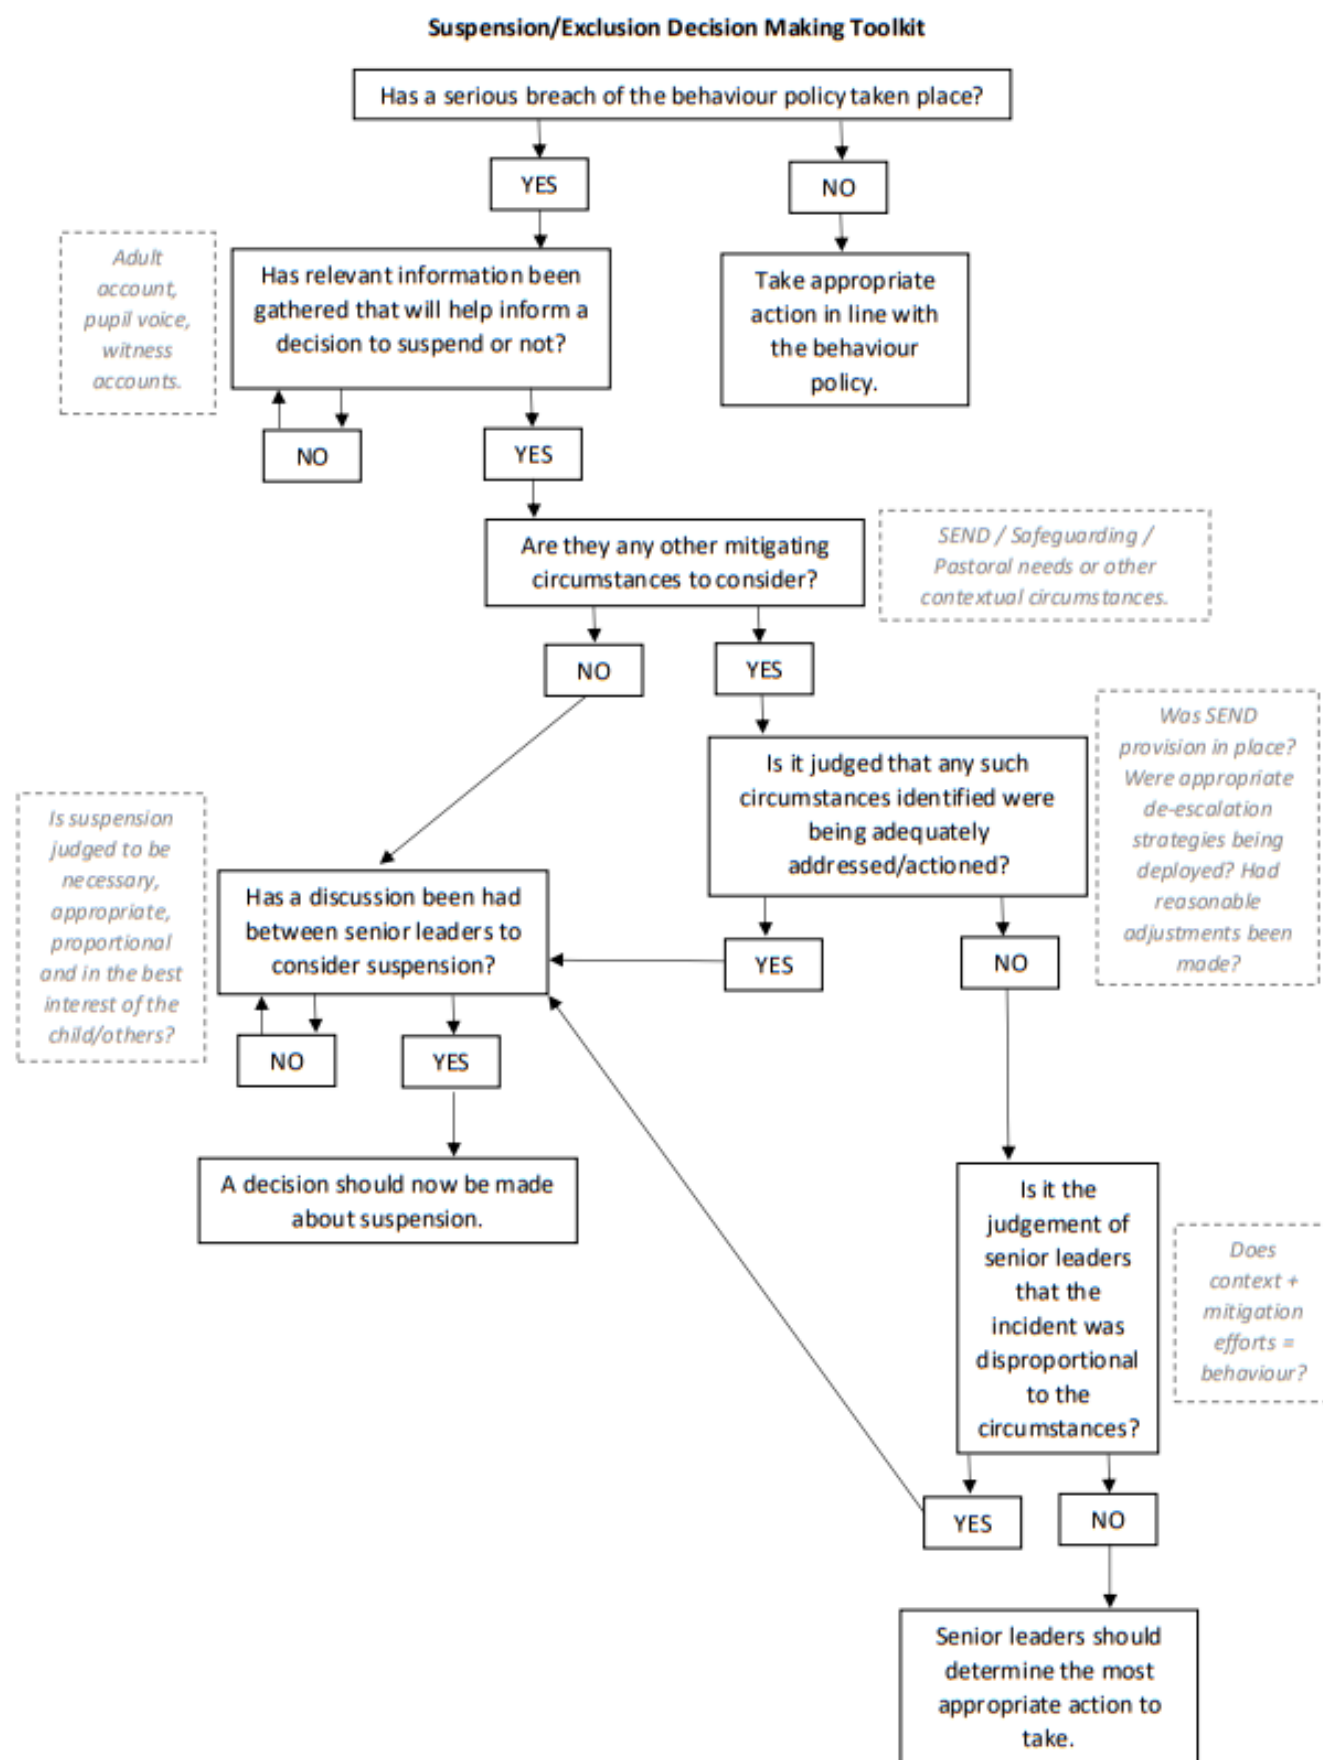 Suspension/Exclusion Decision Making Toolkit
Has a serious breach of the behaviour policy taken place?
YES
NO
Adult
account,
pupil voice,
witness
accounts.
Has relevant information been
gathered that will help inform a
decision to suspend or not?
Take appropriate
action in line with
the behaviour
policy.
NO
YES
Are they any other mitigating
circumstances to consider?
SEND / Safeguarding /
Pastoral needs or other
contextual circumstances.
NO
YES
Is it judged that any such
circumstances identified were
being adequately
addressed/actioned?
Was SEND
provision in place?
Were appropriate
de-escalation
strategies being
deployed? Had
reasonable
adjustments been
made?
Is suspension
judged to be
necessary,
appropriate,
proportional
and in the best
interest of the
child/others?
Has a discussion been had
between senior leaders to
consider suspension?
YES
NO
NO
YES
A decision should now be made
about suspension.
Is it the
judgement of
senior leaders
that the
incident was
disproportional
to the
circumstances?
Does
context +
mitigation
efforts =
behaviour?
YES
NO
Senior leaders should
determine the most
appropriate action to
take.